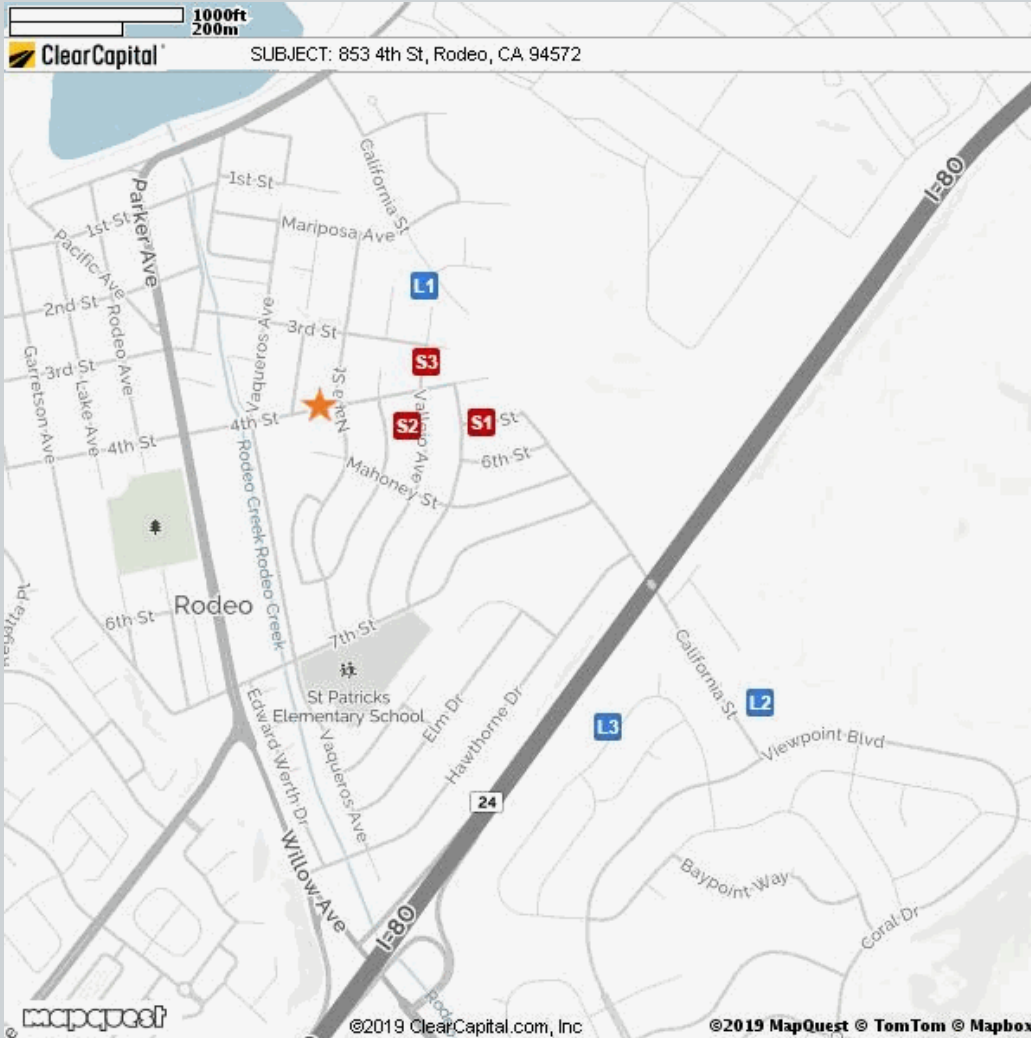 1000ft
200m
ClearCapital
SUBJECT: 853 4th St, Rodeo, CA 94572
I-80
California St
1st St
Parker Ave
1st St
Mariposa Ave
Pacific Ave
L1
2nd St
Rodeo Ave
Vaqueros Ave
3rd St
S3
3rd St
Garretson Ave
Lake Ave
Vallejo Ave
4th St
S2
S1
St
4th St
6th St
Mahoney St
Rodeo Creek
Rodeo Creek
Rodeo
6th St
7th St
California St
St Patricks
Elementary School
Elm Dr
Hawthorne Dr
L2
L3
Edward Werth Dr
Vaqueros Ave
Viewpoint Blvd
24
Willow Ave
Baypoint Way
Coral Dr
I-80
mapquest
©2019 ClearCapital.com, Inc
©2019 MapQuest © TomTom © Mapbox